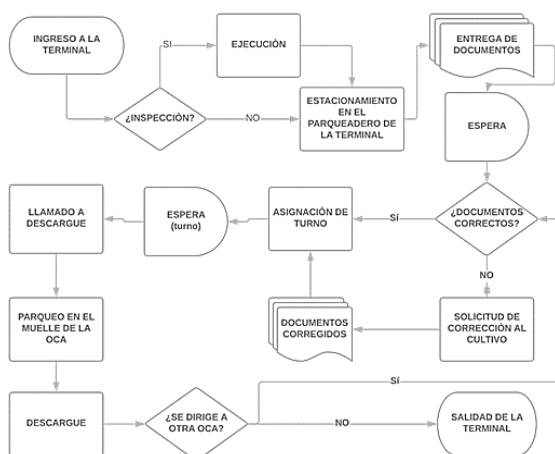 INGRESO A LA
TERMINAL
SI
EJECUCIÓN
ENTREGA DE
DOCUMENTOS
¿INSPECCIÓN?
NO
ESTACIONAMIENTO
EN EL
PARQUEADERO DE
LA TERMINAL
ESPERA
LLAMADO A
DESCARGUE
ESPERA
(turno)
ASIGNACIÓN DE
TURNO
Sí
¿DOCUMENTOS
CORRECTOS?
NO
PARQUEO EN EL
MUELLE DE LA
OCA
DOCUMENTOS
CORREGIDOS
SOLICITUD DE
CORRECCIÓN AL
CULTIVO
Sí
DESCARGUE
¿SE DIRIGE A
OTRA OCA?
NO
SALIDAD DE LA
TERMINAL